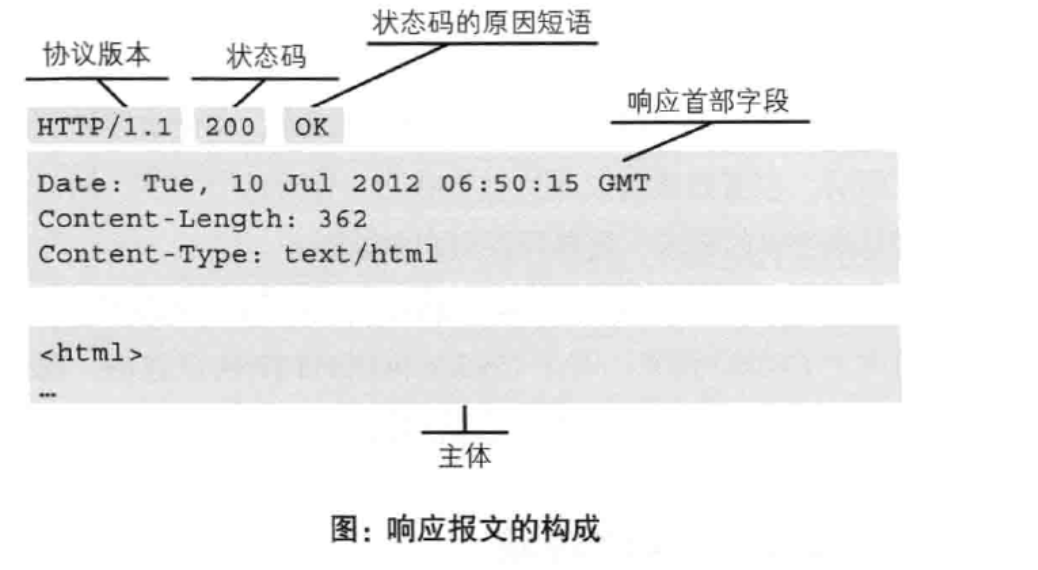 状态码的原因短语
协议版本 状态码
响应首部字段
HTTP/1.1 200 OK
Date: Tue, 10 Jul 2012 06:50:15 GMT
Content-Length: 362
Content-Type: text/html
<html>
…
主体
图：响应报文的构成